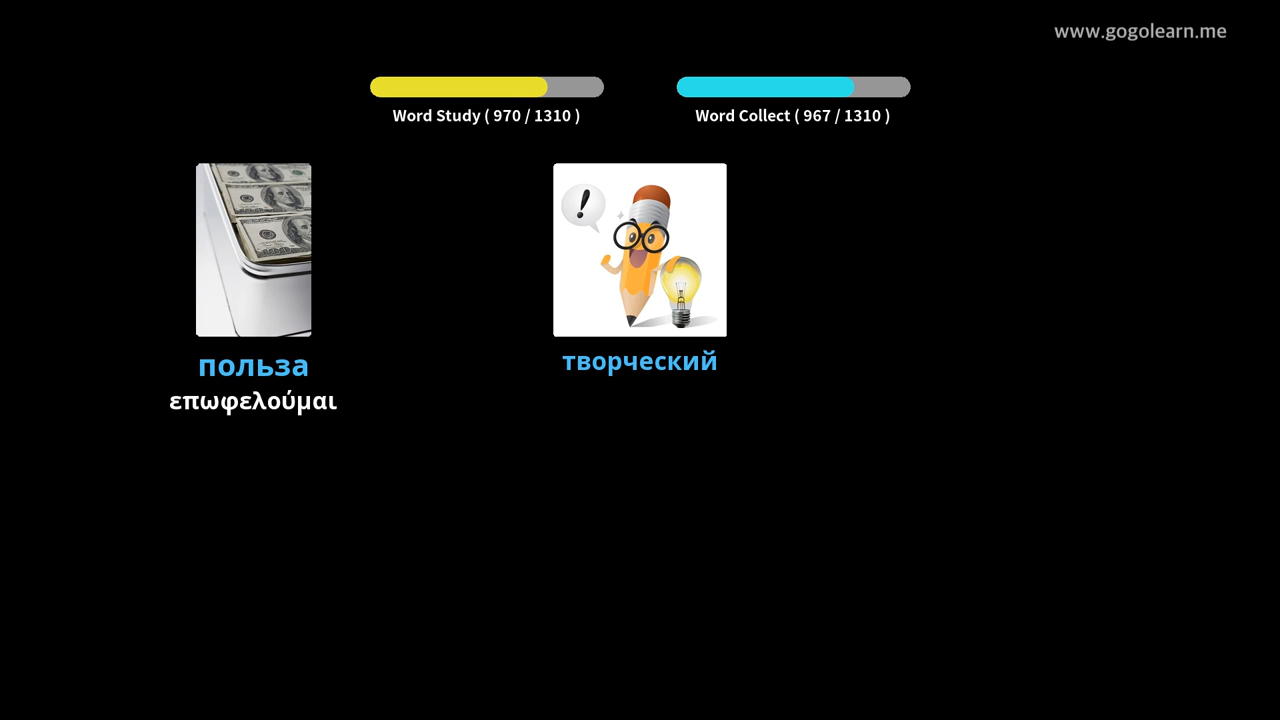 www.gogolearn.me
Word Study ( 970 / 1310 )
Word Collect ( 967 / 1310 )
польза
επωφελούμαι
творческий